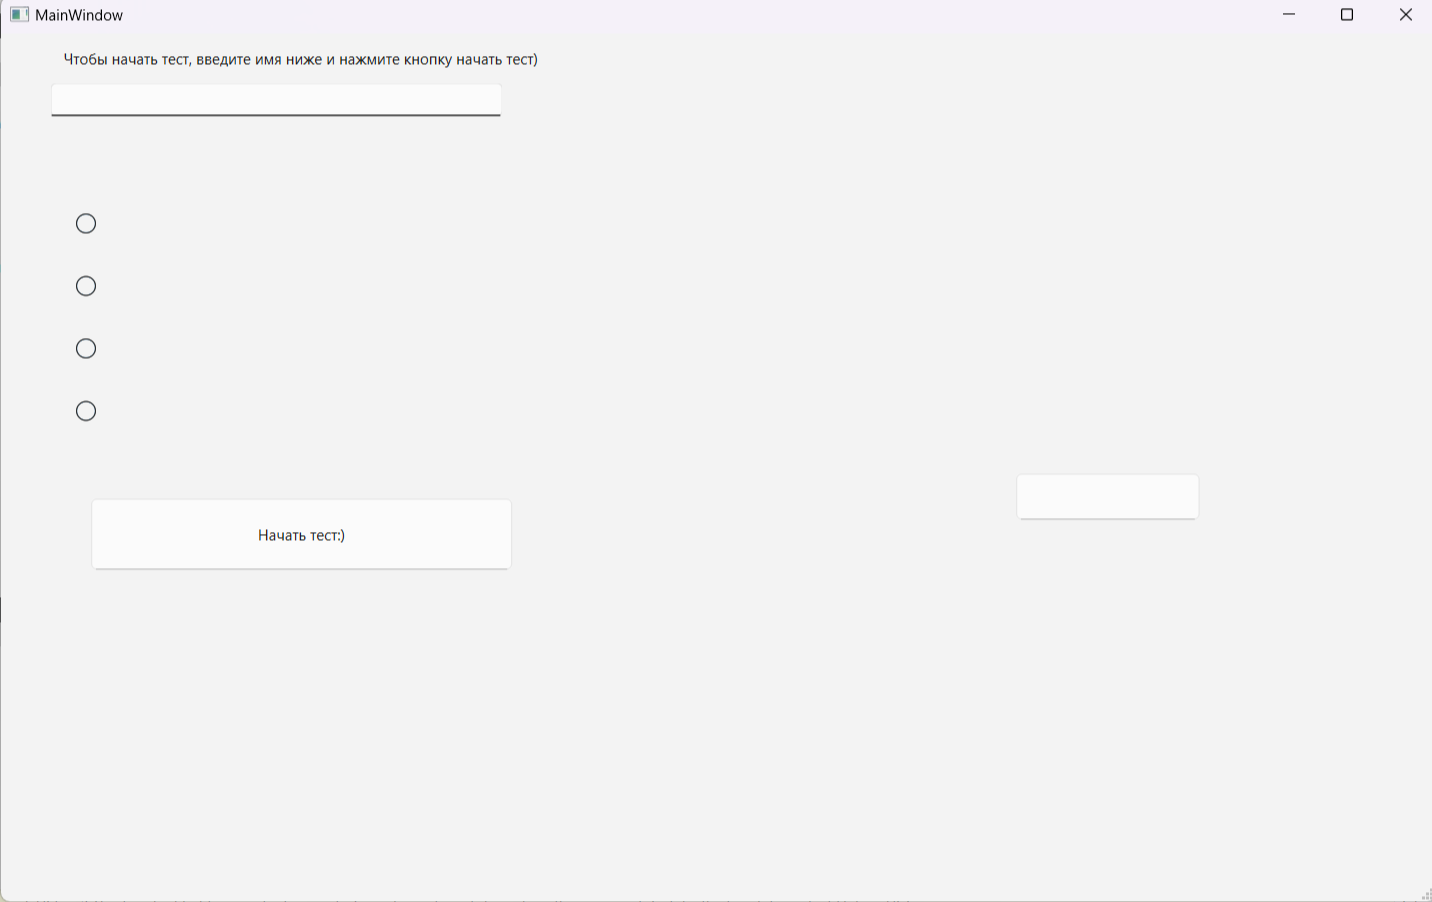 MainWindow
Чтобы начать тест, введите имя ниже и нажмите кнопку начать тест)
Начать тест:)